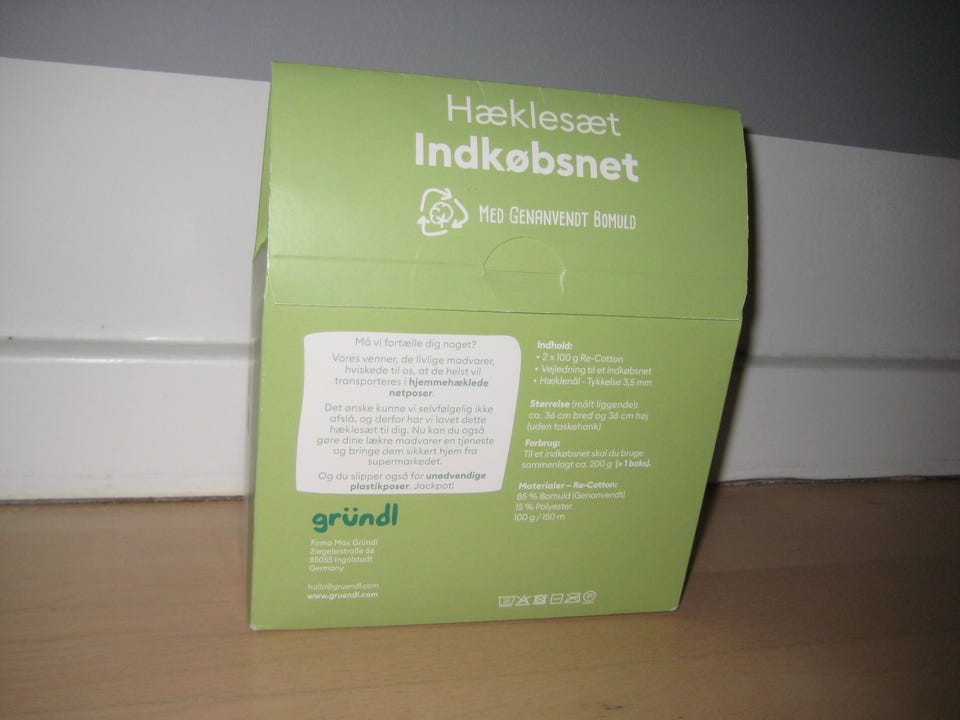 Hæklesæt
Indkøbsnet
MED GENANVENDT BOMULD
Må vi fortælle dig noget?
Vores venner, de livlige madvarer,
hviskede til os, at de helst vil
transporteres i hjemmehæklede
netposer.
Det ønske kunne vi selvfølgelig ikke
afslå, og derfor har vi lavet dette
hæklesæt til dig. Nu kan du også
gøre dine lækre madvarer en tjeneste
og bringe dem sikkert hjem fra
supermarkedet.
Og du slipper også for unødvendige
plastikposer. Jackpot!
gründl
Firma Max Gründl
Ziegeleistraße 66
85055 Ingolstadt
Germany
hallo@gruendl.com
www.gruendl.com
Indhold:
• 2 x 100 g Re-Cotton
• Vejledning til et indkøbsnet
• Hæklenål - Tykkelse 3,5 mm
Størrelse (målt liggende):
ca. 36 cm bred og 36 cm høj
(uden taskehank)
Forbrug:
Til et indkøbsnet skal du bruge
sammenlagt ca. 200 g (= 1 boks).
Materialer – Re-Cotton:
85 % Bomuld (Genanvendt)
15 % Polyester
100 g / 150 m